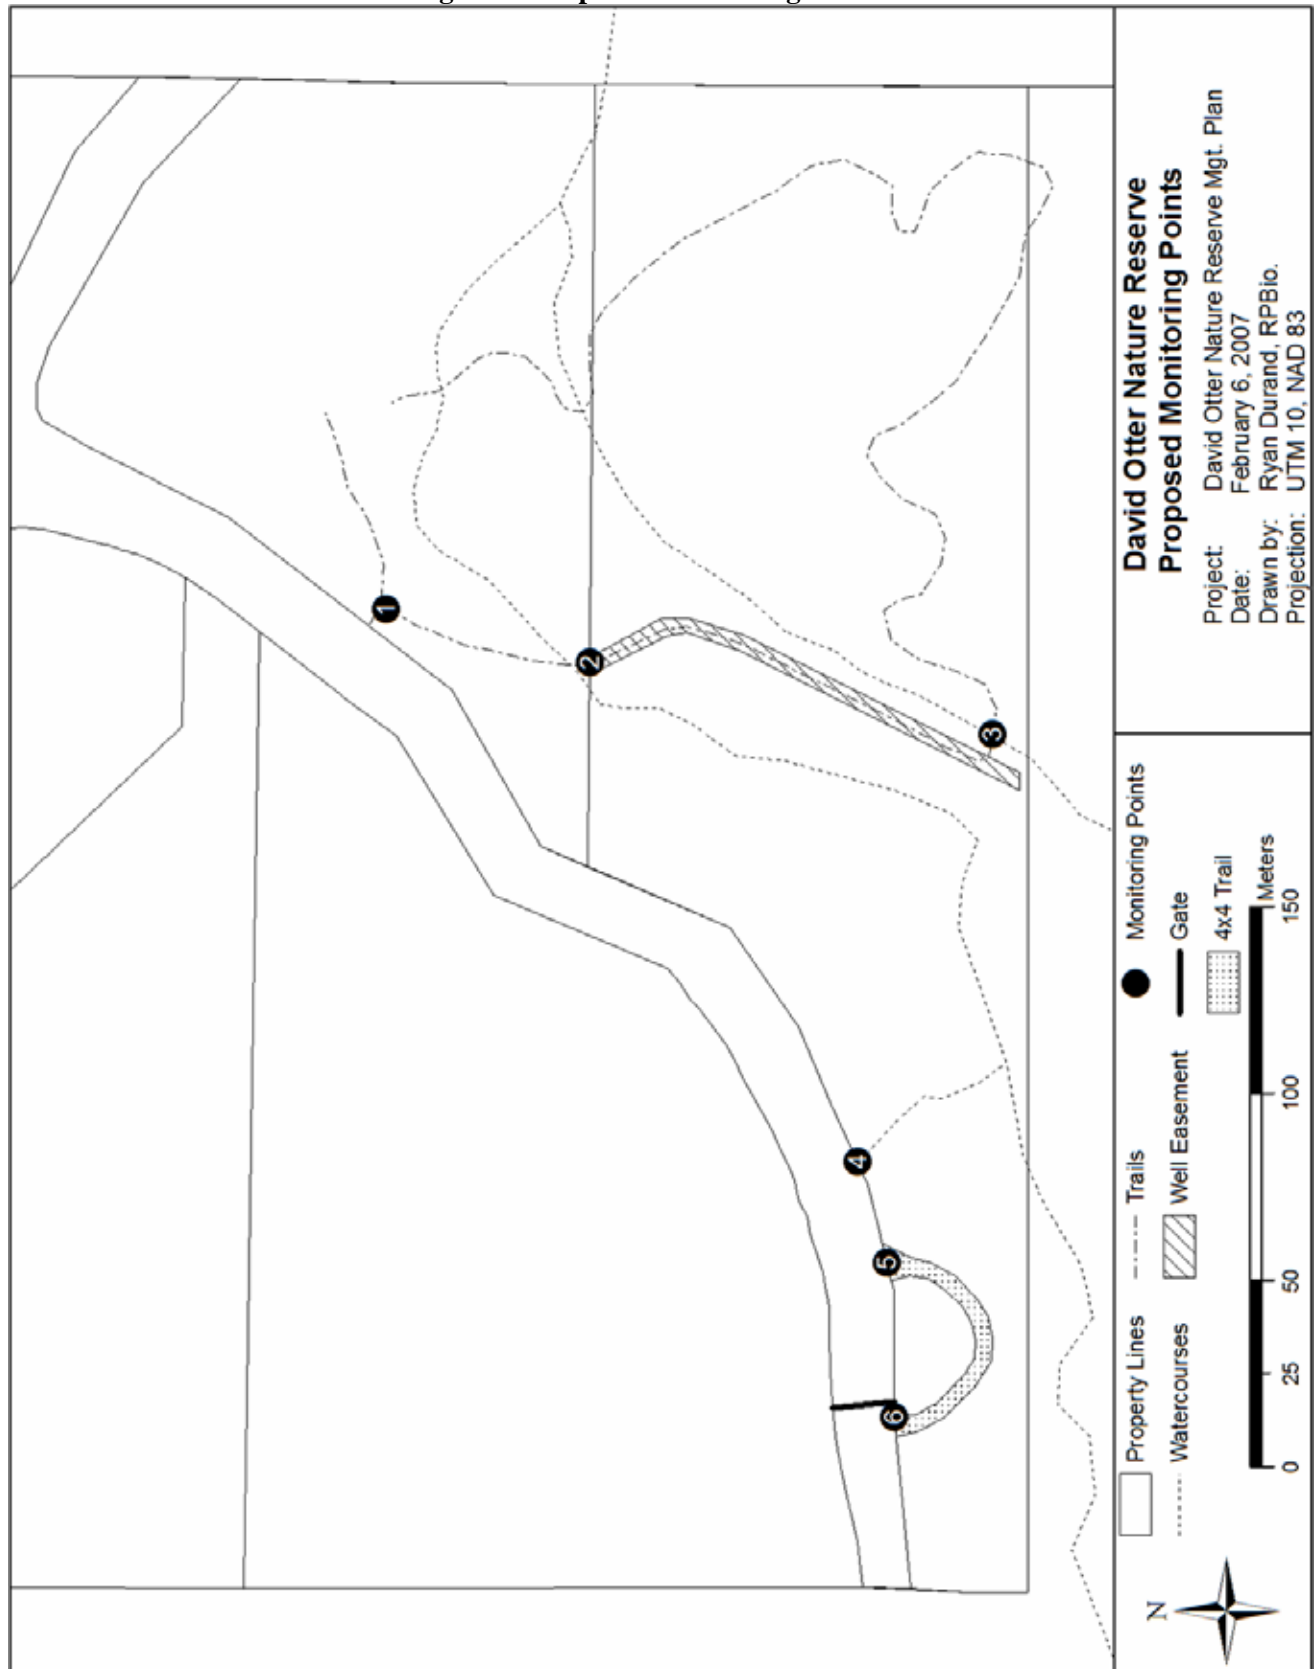 1
2
3
4
5
6
N
Property Lines
Trails
Monitoring Points
Watercourses
Well Easement
Gate
4x4 Trail
Meters
0 25 50 100 150
David Otter Nature Reserve
Proposed Monitoring Points
Project: David Otter Nature Reserve Mgt. Plan
Date: February 6, 2007
Drawn by: Ryan Durand, RPBio.
Projection: UTM 10, NAD 83